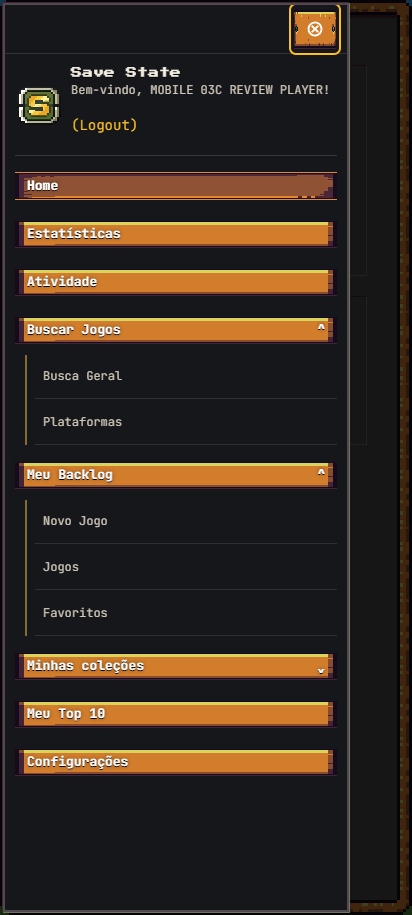 Save State
Bem-vindo, MOBILE 03C REVIEW PLAYER!
S
(Logout)
Home
Estatísticas
Atividade
Buscar Jogos ^
Busca Geral
Plataformas
Meu Backlog ^
Novo Jogo
Jogos
Favoritos
Minhas coleções
Meu Top 10
Configurações